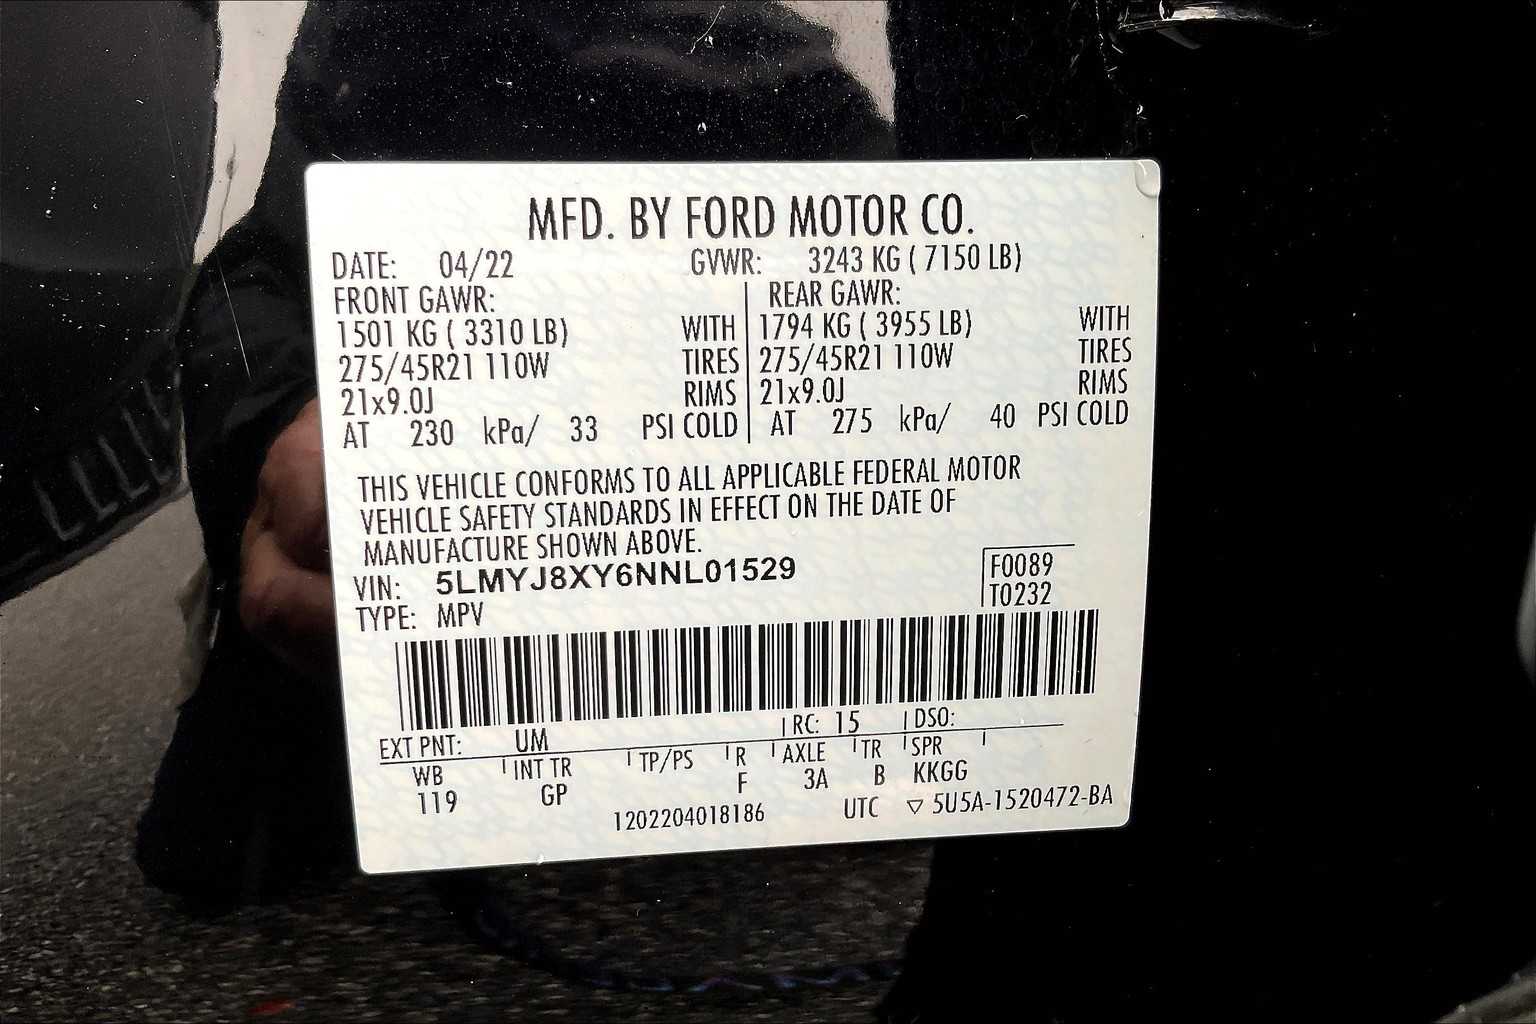 MFD. BY FORD MOTOR CO.
DATE: 04/22 GVWR: 3243 KG ( 7150 LB)
FRONT GAWR: REAR GAWR:
1501 KG ( 3310 LB) WITH 1794 KG ( 3955 LB) WITH
275/45R21 110W TIRES 275/45R21 110W TIRES
21x9.0J RIMS 21x9.0J RIMS
AT 230 kPa/ 33 PSI COLD AT 275 kPa/ 40 PSI COLD
THIS VEHICLE CONFORMS TO ALL APPLICABLE FEDERAL MOTOR
VEHICLE SAFETY STANDARDS IN EFFECT ON THE DATE OF
MANUFACTURE SHOWN ABOVE.
VIN: 5LMYJ8XY6NNL01529 F0089
TYPE: MPV T0232
EXT PNT: UM RC: 15 DSO:
WB INT TR TP/PS R AXLE TR SPR
119 GP F 3A B KKGG
1202204018186 UTC ▽ 5U5A-1520472-BA